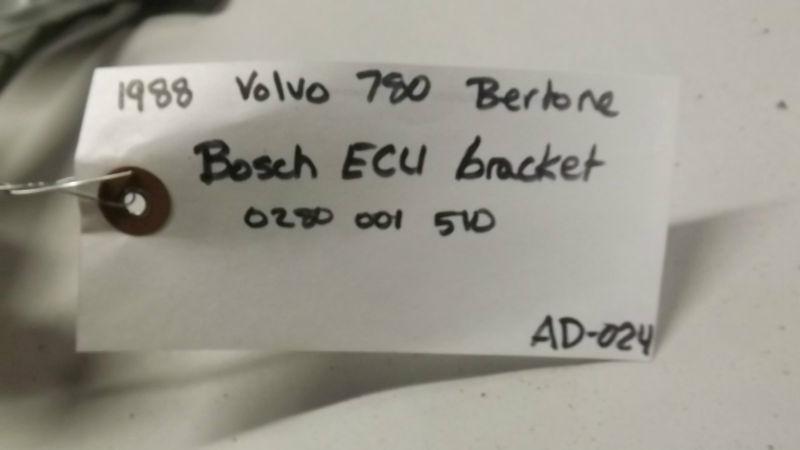 1988 Volvo 780 Bertone
Bosch ECU bracket
0280 001 510
AD-024